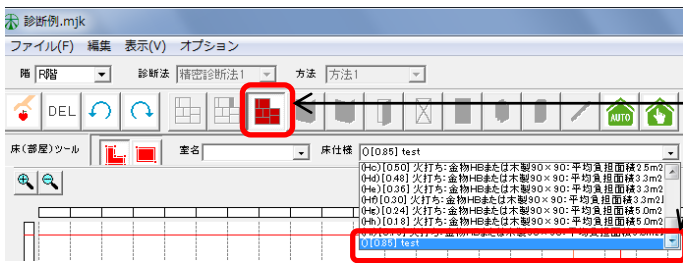 診断例.mjk
ファイル(F) 編集 表示(V) オプション
階 R階 診断法 精密診断法1 方法 方法1
DEL AUTO
床(部屋)ツール 室名 床仕様 ()[0.85] test
(Hc)[0.50] 火打ち:金物HBまたは木製90×90:平均負担面積2.5m2
(Hd)[0.48] 火打ち:金物HBまたは木製90×90:平均負担面積3.3m2
(He)[0.36] 火打ち:金物HBまたは木製90×90:平均負担面積3.3m2
(Hf)[0.30] 火打ち:金物HBまたは木製90×90:平均負担面積3.3m2
(Hg)[0.24] 火打ち:金物HBまたは木製90×90:平均負担面積5.0m2
(Hh)[0.18] 火打ち:金物HBまたは木製90×90:平均負担面積5.0m2
()[0.85] test